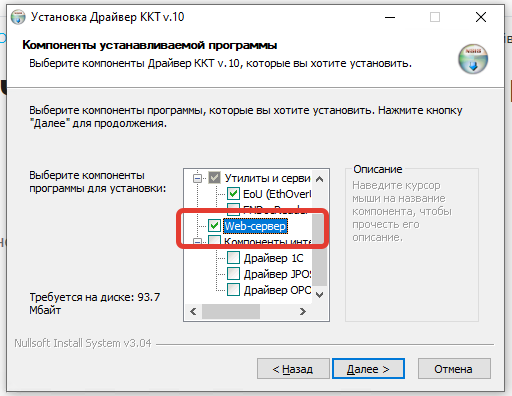 Установка Драйвер ККТ v.10
Компоненты устанавливаемой программы
Выберите компоненты Драйвер ККТ v.10, которые вы хотите установить.
Выберите компоненты программы, которые вы хотите установить. Нажмите кнопку
"Далее" для продолжения.
Выберите компоненты
программы для установки:
Утилиты и серви
EoU (EthOverl
Web-сервер
Компоненты инте
Драйвер 1С
Драйвер JPOS
Драйвер OPO
Описание
Наведите курсор
мыши на название
компонента, чтобы
прочесть его
описание.
Требуется на диске: 93.7
Мбайт
Nullsoft Install System v3.04
< Назад
Далее >
Отмена